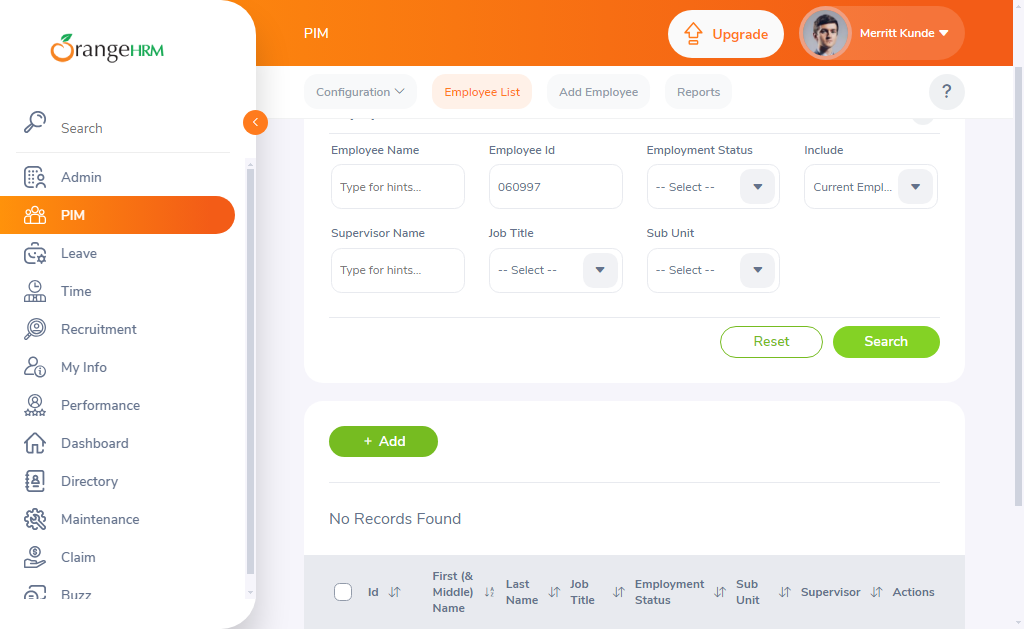 OrangeHRM
PIM
Upgrade
Merritt Kunde
Configuration
Employee List
Add Employee
Reports
?
Search
Admin
PIM
Leave
Time
Recruitment
My Info
Performance
Dashboard
Directory
Maintenance
Claim
Buzz
Employee Name
Employee Id
Employment Status
Include
Type for hints...
060997
-- Select --
Current Empl...
Supervisor Name
Job Title
Sub Unit
Type for hints...
-- Select --
-- Select --
Reset
Search
+ Add
No Records Found
Id
First (& Middle) Name
Last Name
Job Title
Employment Status
Sub Unit
Supervisor
Actions